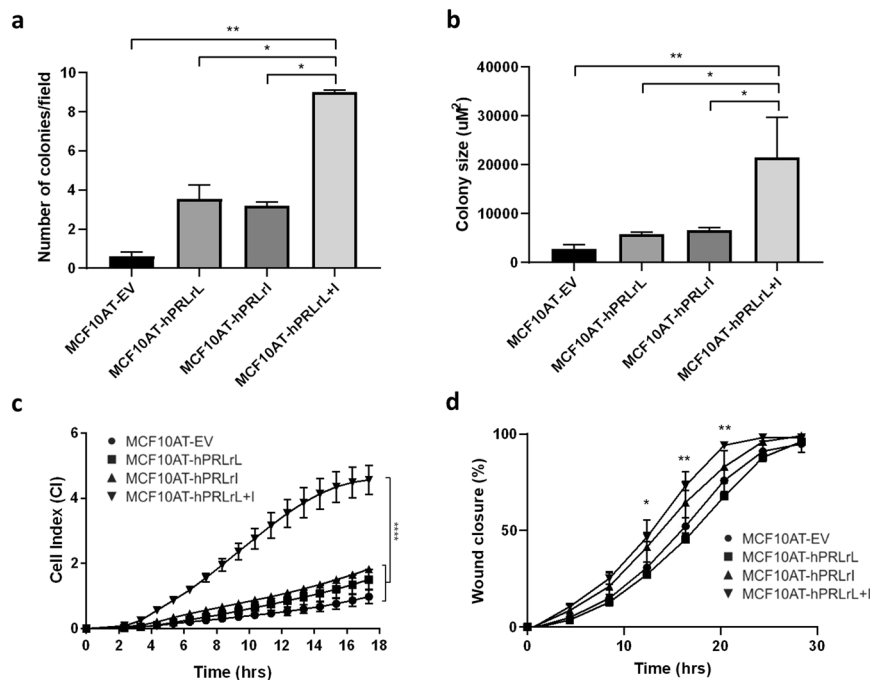 a
**
*
*
Number of colonies/field
10
8
6
4
2
0
MCF10AT-EV
MCF10AT-hPRLrL
MCF10AT-hPRLrI
MCF10AT-hPRLrL+I
b
**
*
*
Colony size (uM²)
40000
30000
20000
10000
0
MCF10AT-EV
MCF10AT-hPRLrL
MCF10AT-hPRLrI
MCF10AT-hPRLrL+I
c
MCF10AT-EV
MCF10AT-hPRLrL
MCF10AT-hPRLrI
MCF10AT-hPRLrL+I
Cell Index (CI)
6
4
2
0
****
0 2 4 6 8 10 12 14 16 18
Time (hrs)
d
Wound closure (%)
100
50
0
*
**
**
MCF10AT-EV
MCF10AT-hPRLrL
MCF10AT-hPRLrI
MCF10AT-hPRLrL+I
0 10 20 30
Time (hrs)